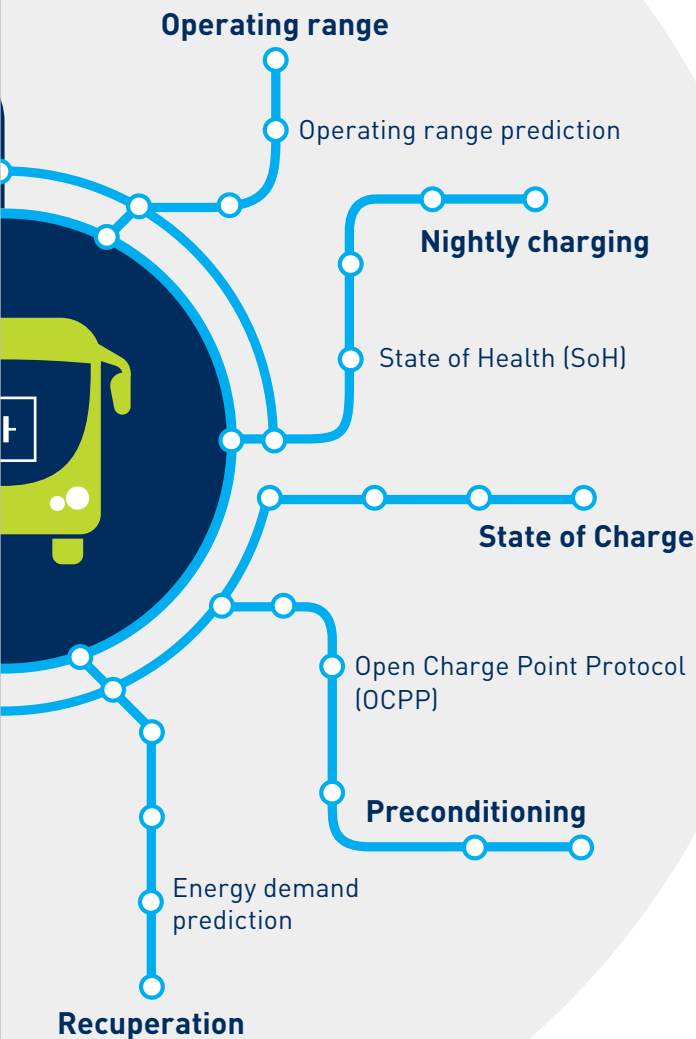 Operating range
Operating range prediction
Nightly charging
State of Health (SoH)
State of Charge
Open Charge Point Protocol
(OCPP)
Preconditioning
Energy demand
prediction
Recuperation